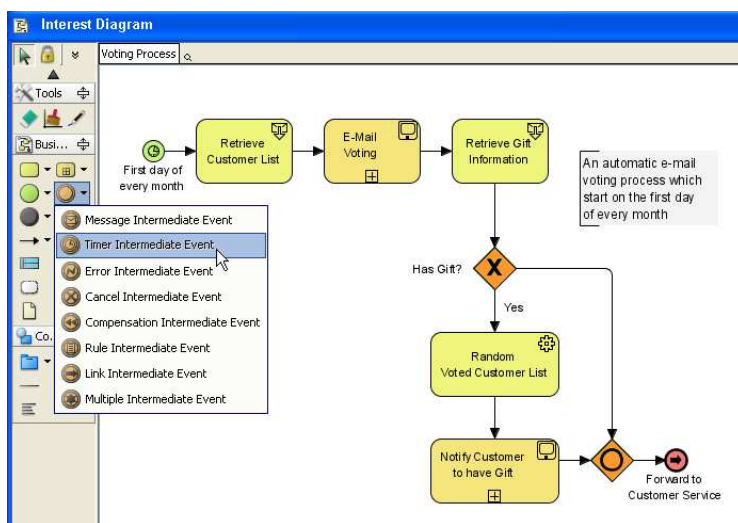 Interest Diagram
Voting Process
Tools
Busi...
Co.
Message Intermediate Event
Timer Intermediate Event
Error Intermediate Event
Cancel Intermediate Event
Compensation Intermediate Event
Rule Intermediate Event
Link Intermediate Event
Multiple Intermediate Event
First day of
every month
Retrieve
Customer List
E-Mail
Voting
Retrieve Gift
Information
An automatic e-mail
voting process which
start on the first day
of every month
Has Gift?
Yes
Random
Voted Customer List
Notify Customer
to have Gift
Forward to
Customer Service